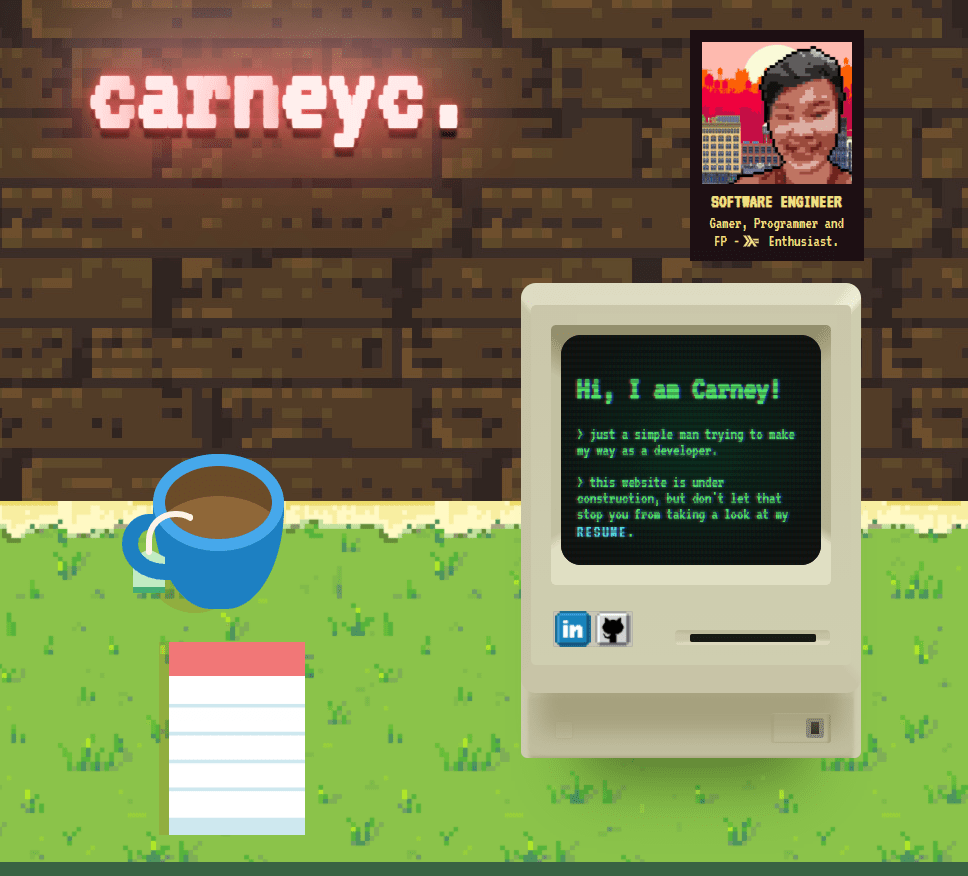 carneyc.
SOFTWARE ENGINEER
Gamer, Programmer and
FP - Enthusiast.
Hi, I am Carney!
> just a simple man trying to make
my way as a developer.
> this website is under
construction, but don't let that
stop you from taking a look at my
RESUME.
in